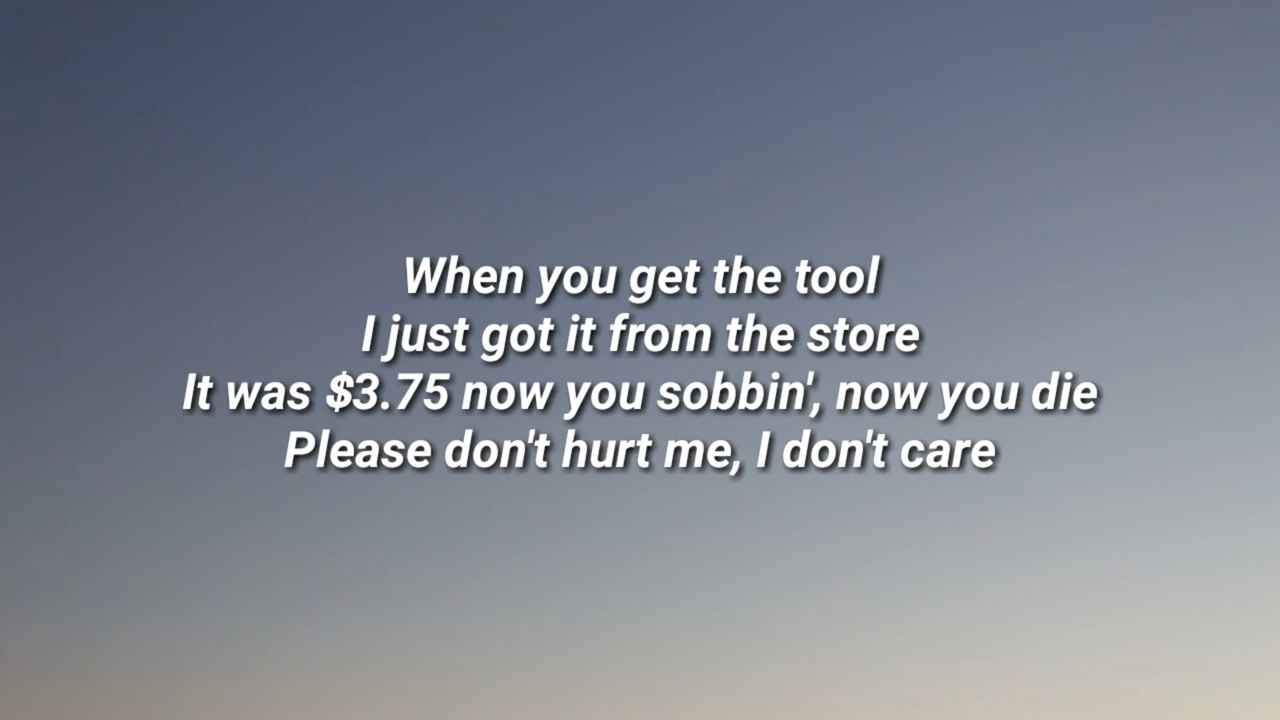 When you get the tool
I just got it from the store
It was $3.75 now you sobbin', now you die
Please don't hurt me, I don't care